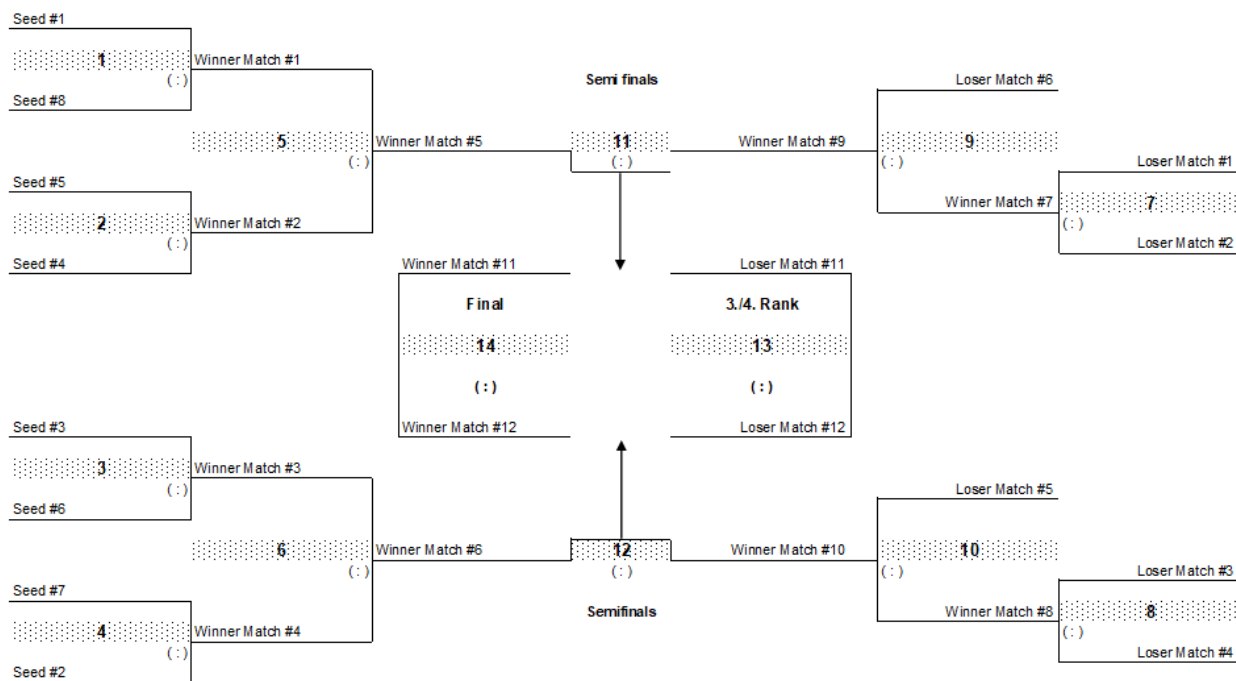 Seed #1
1
Winner Match #1
( : )
Semi finals
Loser Match #6
Seed #8
5
Winner Match #5
11
Winner Match #9
9
( : )
( : )
( : )
Loser Match #1
Seed #5
2
Winner Match #2
Winner Match #7
7
( : )
( : )
Loser Match #2
Seed #4
Winner Match #11
Loser Match #11
Final
3./4. Rank
14
13
( : )
( : )
Winner Match #12
Loser Match #12
Seed #3
3
Winner Match #3
( : )
Loser Match #5
Seed #6
6
Winner Match #6
12
Winner Match #10
10
( : )
( : )
( : )
Loser Match #3
Seed #7
Semifinals
Winner Match #8
8
4
Winner Match #4
( : )
( : )
Loser Match #4
Seed #2